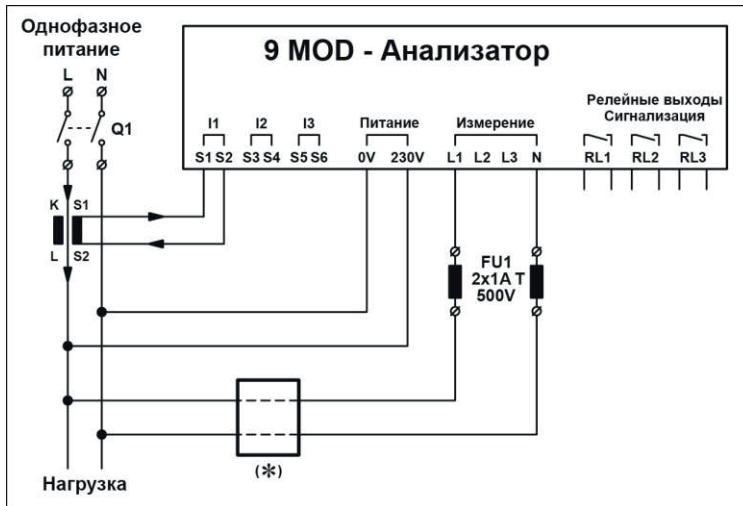 Однофазное
питание
L N
Q1
9 MOD - Анализатор
I1 I2 I3 Питание Измерение
Релейные выходы
Сигнализация
S1 S2 S3 S4 S5 S6 0V 230V L1 L2 L3 N RL1 RL2 RL3
K S1
L S2
FU1
2x1A T
500V
(*)
Нагрузка